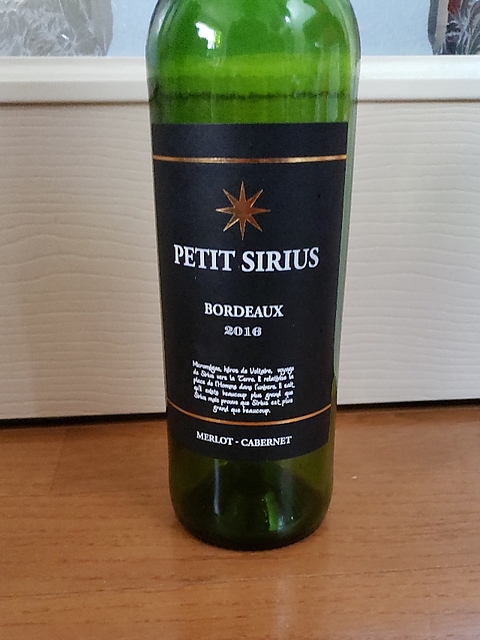 PETIT SIRIUS
BORDEAUX
2016
Micromégas, héros de Voltaire, voyage
de Sirius vers la Terre. Il relativise la
place de l'Homme dans l'univers. Il sait
qu'il existe beaucoup plus grand que
Sirius mais prouve que Sirius est plus
grand que beaucoup.
MERLOT - CABERNET